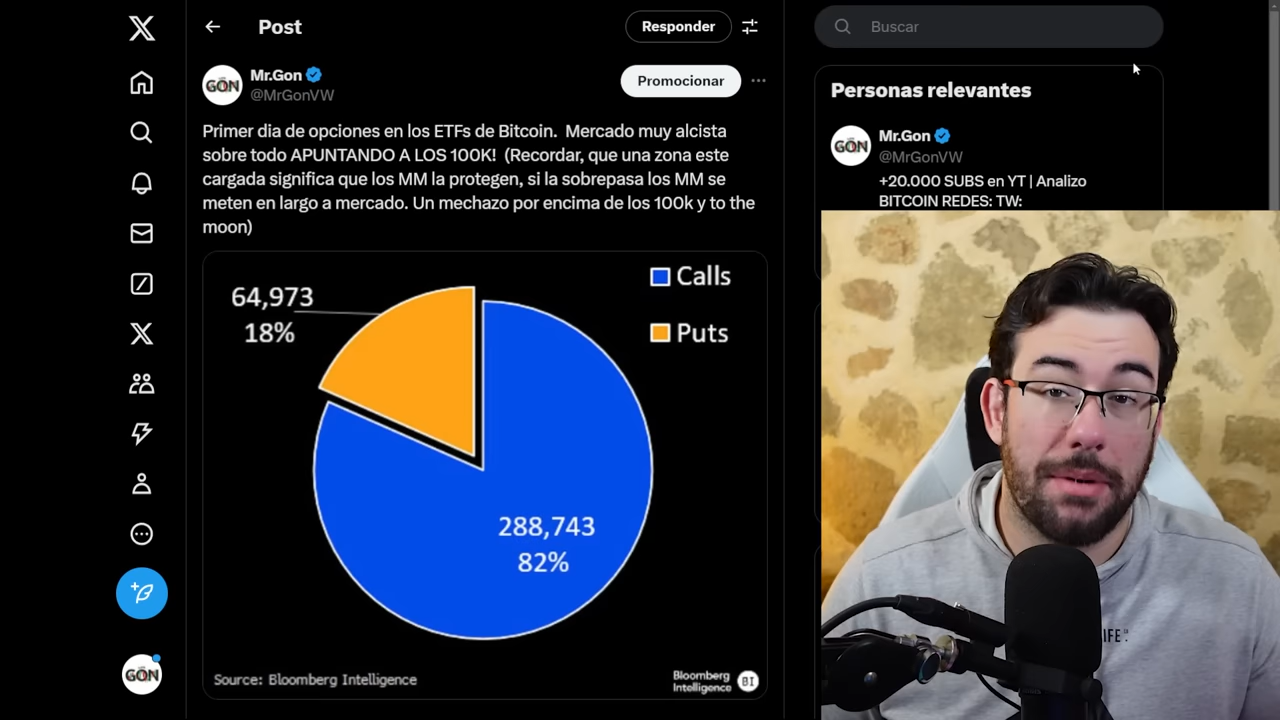 Post
Responder
Buscar
GON
Mr.Gon
@MrGonVW
Promocionar
Primer dia de opciones en los ETFs de Bitcoin. Mercado muy alcista
sobre todo APUNTANDO A LOS 100K! (Recordar, que una zona este
cargada significa que los MM la protegen, si la sobrepasa los MM se
meten en largo a mercado. Un mechazo por encima de los 100k y to the
moon)
64,973
18%
Calls
Puts
288,743
82%
Source: Bloomberg Intelligence
Bloomberg
Intelligence
BI
Personas relevantes
GON
Mr.Gon
@MrGonVW
+20.000 SUBS en YT | Analizo
BITCOIN REDES: TW:
GON
IFE